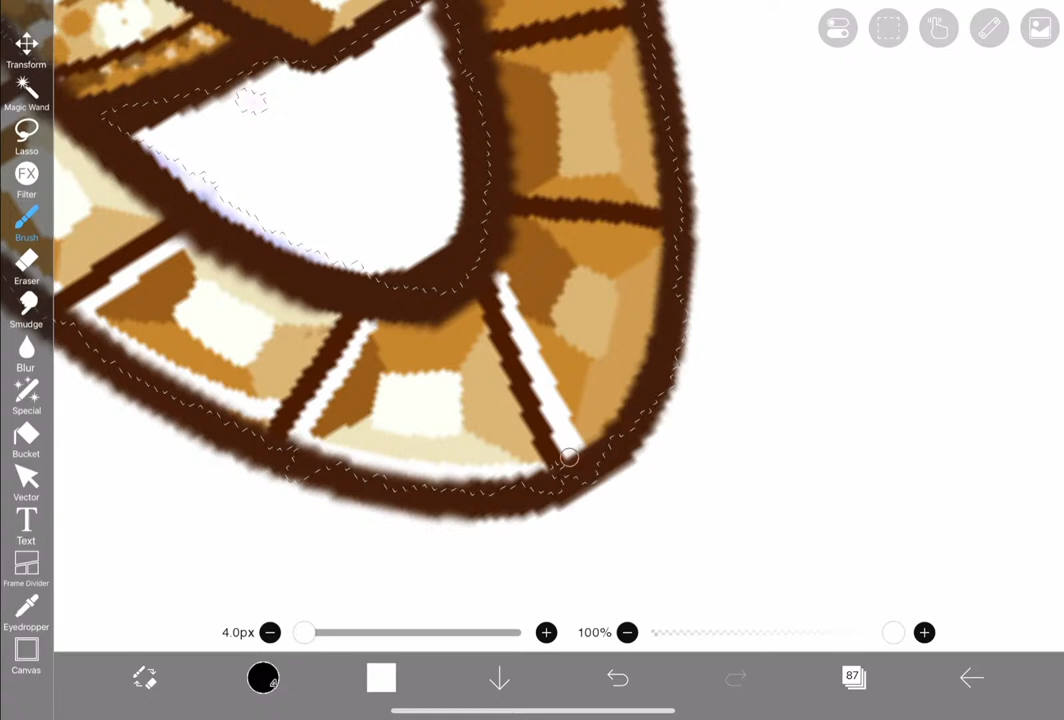 Transform
Magic Wand
Lasso
FX
Filter
Brush
Eraser
Smudge
Blur
Special
Bucket
Vector
T
Text
Frame Divider
Eyedropper
Canvas
4.0px
100%
87